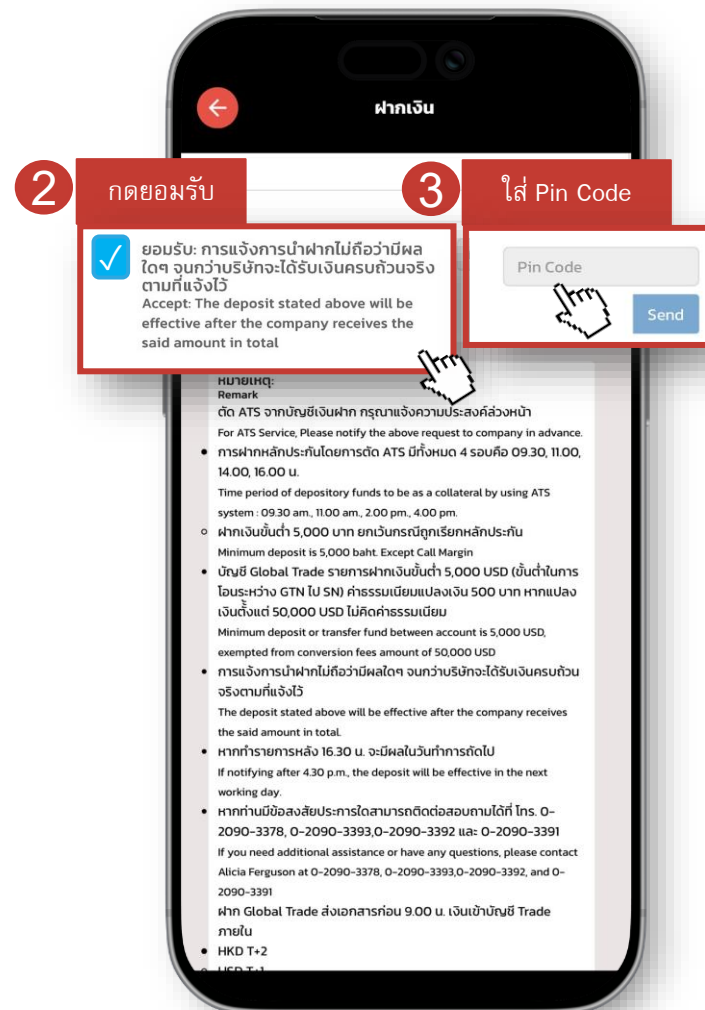 ฝากเงิน
2 กดยอมรับ
3 ใส่ Pin Code
ยอมรับ: การแจ้งการนำฝากไม่ถือว่ามีผล
ใดๆ จนกว่าบริษัทจะได้รับเงินครบถ้วนจริง
ตามที่แจ้งไว้
Accept: The deposit stated above will be
effective after the company receives the
said amount in total
Pin Code
Send
หมายเหตุ:
Remark
ตัด ATS จากบัญชีเงินฝาก กรุณาแจ้งความประสงค์ล่วงหน้า
For ATS Service, Please notify the above request to company in advance.
การฝากหลักประกันโดยการตัด ATS มีทั้งหมด 4 รอบคือ 09.30, 11.00,
14.00, 16.00 น.
Time period of depository funds to be as a collateral by using ATS
system : 09.30 am., 11.00 am., 2.00 pm., 4.00 pm.
ฝากเงินขั้นต่ำ 5,000 บาท ยกเว้นกรณีถูกเรียกหลักประกัน
Minimum deposit is 5,000 baht. Except Call Margin
บัญชี Global Trade รายการฝากเงินขั้นต่ำ 5,000 USD (ขั้นต่ำในการ
โอนระหว่าง GTN ไป SN) ค่าธรรมเนียมแปลงเงิน 500 บาท หากแปลง
เงินตั้งแต่ 50,000 USD ไม่คิดค่าธรรมเนียม
Minimum deposit or transfer fund between account is 5,000 USD,
exempted from conversion fees amount of 50,000 USD
การแจ้งการนำฝากไม่ถือว่ามีผลใดๆ จนกว่าบริษัทจะได้รับเงินครบถ้วน
จริงตามที่แจ้งไว้
The deposit stated above will be effective after the company receives
the said amount in total.
หากทำรายการหลัง 16.30 น. จะมีผลในวันทำการถัดไป
If notifying after 4.30 p.m., the deposit will be effective in the next
working day.
หากท่านมีข้อสงสัยประการใดสามารถติดต่อสอบถามได้ที่ โทร. 0-
2090-3378, 0-2090-3393,0-2090-3392 และ 0-2090-3391
If you need additional assistance or have any questions, please contact
Alicia Ferguson at 0-2090-3378, 0-2090-3393,0-2090-3392, and 0-
2090-3391
ฝาก Global Trade ส่งเอกสารก่อน 9.00 น. เงินเข้าบัญชี Trade
ภายใน
HKD T+2
USD T+1